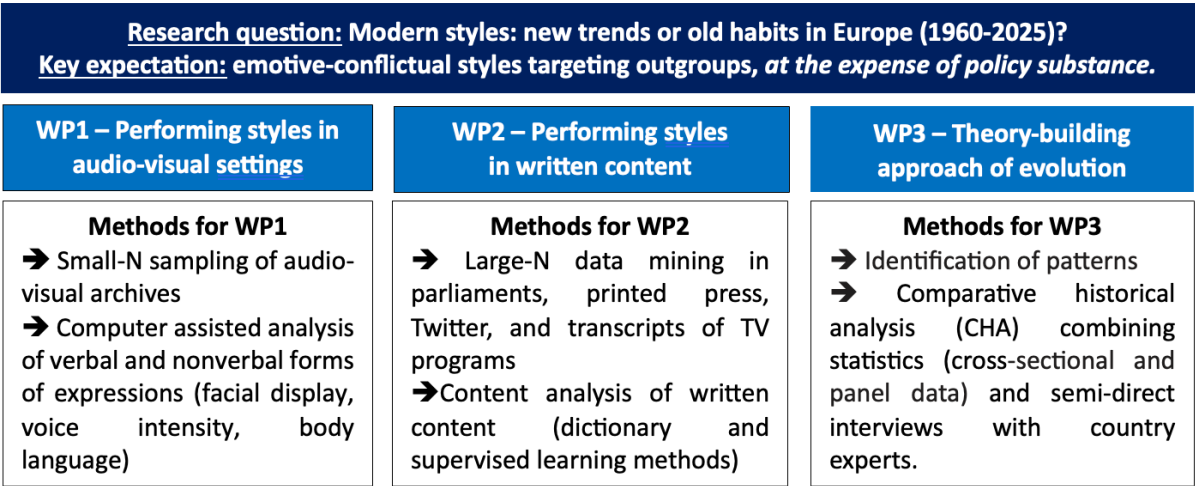 Research question: Modern styles: new trends or old habits in Europe (1960-2025)?
Key expectation: emotive-conflictual styles targeting outgroups, at the expense of policy substance.
WP1 – Performing styles in
audio-visual settings
Methods for WP1
➔ Small-N sampling of audio-
visual archives
➔ Computer assisted analysis
of verbal and nonverbal forms
of expressions (facial display,
voice intensity, body
language)
WP2 – Performing styles
in written content
Methods for WP2
➔ Large-N data mining in
parliaments, printed press,
Twitter, and transcripts of TV
programs
➔Content analysis of written
content (dictionary and
supervised learning methods)
WP3 – Theory-building
approach of evolution
Methods for WP3
➔ Identification of patterns
➔ Comparative historical
analysis (CHA) combining
statistics (cross-sectional and
panel data) and semi-direct
interviews with country
experts.